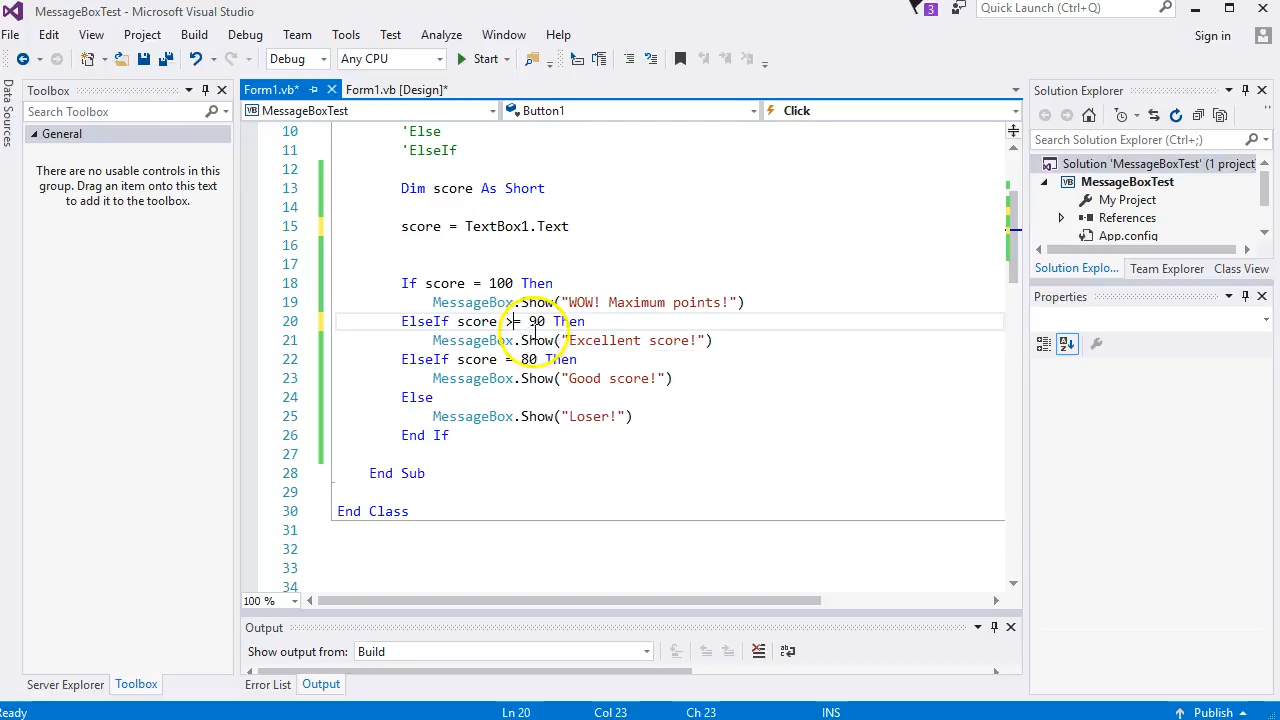 MessageBoxTest - Microsoft Visual Studio
3
Quick Launch (Ctrl+Q)
File Edit View Project Build Debug Team Tools Test Analyze Window Help
Sign in
Debug Any CPU Start
Data Sources
Toolbox
Search Toolbox
General
There are no usable controls in this
group. Drag an item onto this text
to add it to the toolbox.
Server Explorer Toolbox
Form1.vb* Form1.vb [Design]*
MessageBoxTest Button1 Click
10 'Else
11 'ElseIf
12
13 Dim score As Short
14
15 score = TextBox1.Text
16
17
18 If score = 100 Then
19 MessageBox.Show("WOW! Maximum points!")
20 ElseIf score >= 90 Then
21 MessageBox.Show("Excellent score!")
22 ElseIf score = 80 Then
23 MessageBox.Show("Good score!")
24 Else
25 MessageBox.Show("Loser!")
26 End If
27
28 End Sub
29
30 End Class
31
32
33
34
100 %
Output
Show output from: Build
Error List Output
Solution Explorer
Search Solution Explorer (Ctrl+;)
Solution 'MessageBoxTest' (1 project
MessageBoxTest
My Project
References
App.config
Solution Explo... Team Explorer Class View
Properties
Ready Ln 20 Col 23 Ch 23 INS Publish